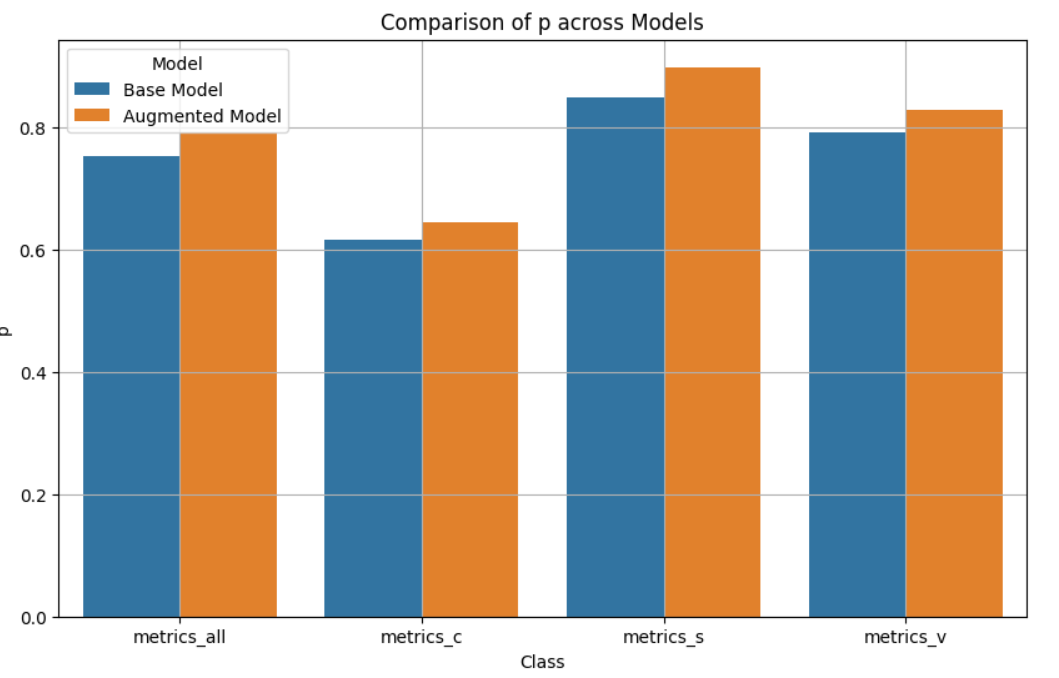 Comparison of p across Models
Model
Base Model
Augmented Model
0.8
0.6
0.4
0.2
0.0
p
metrics_all metrics_c metrics_s metrics_v
Class